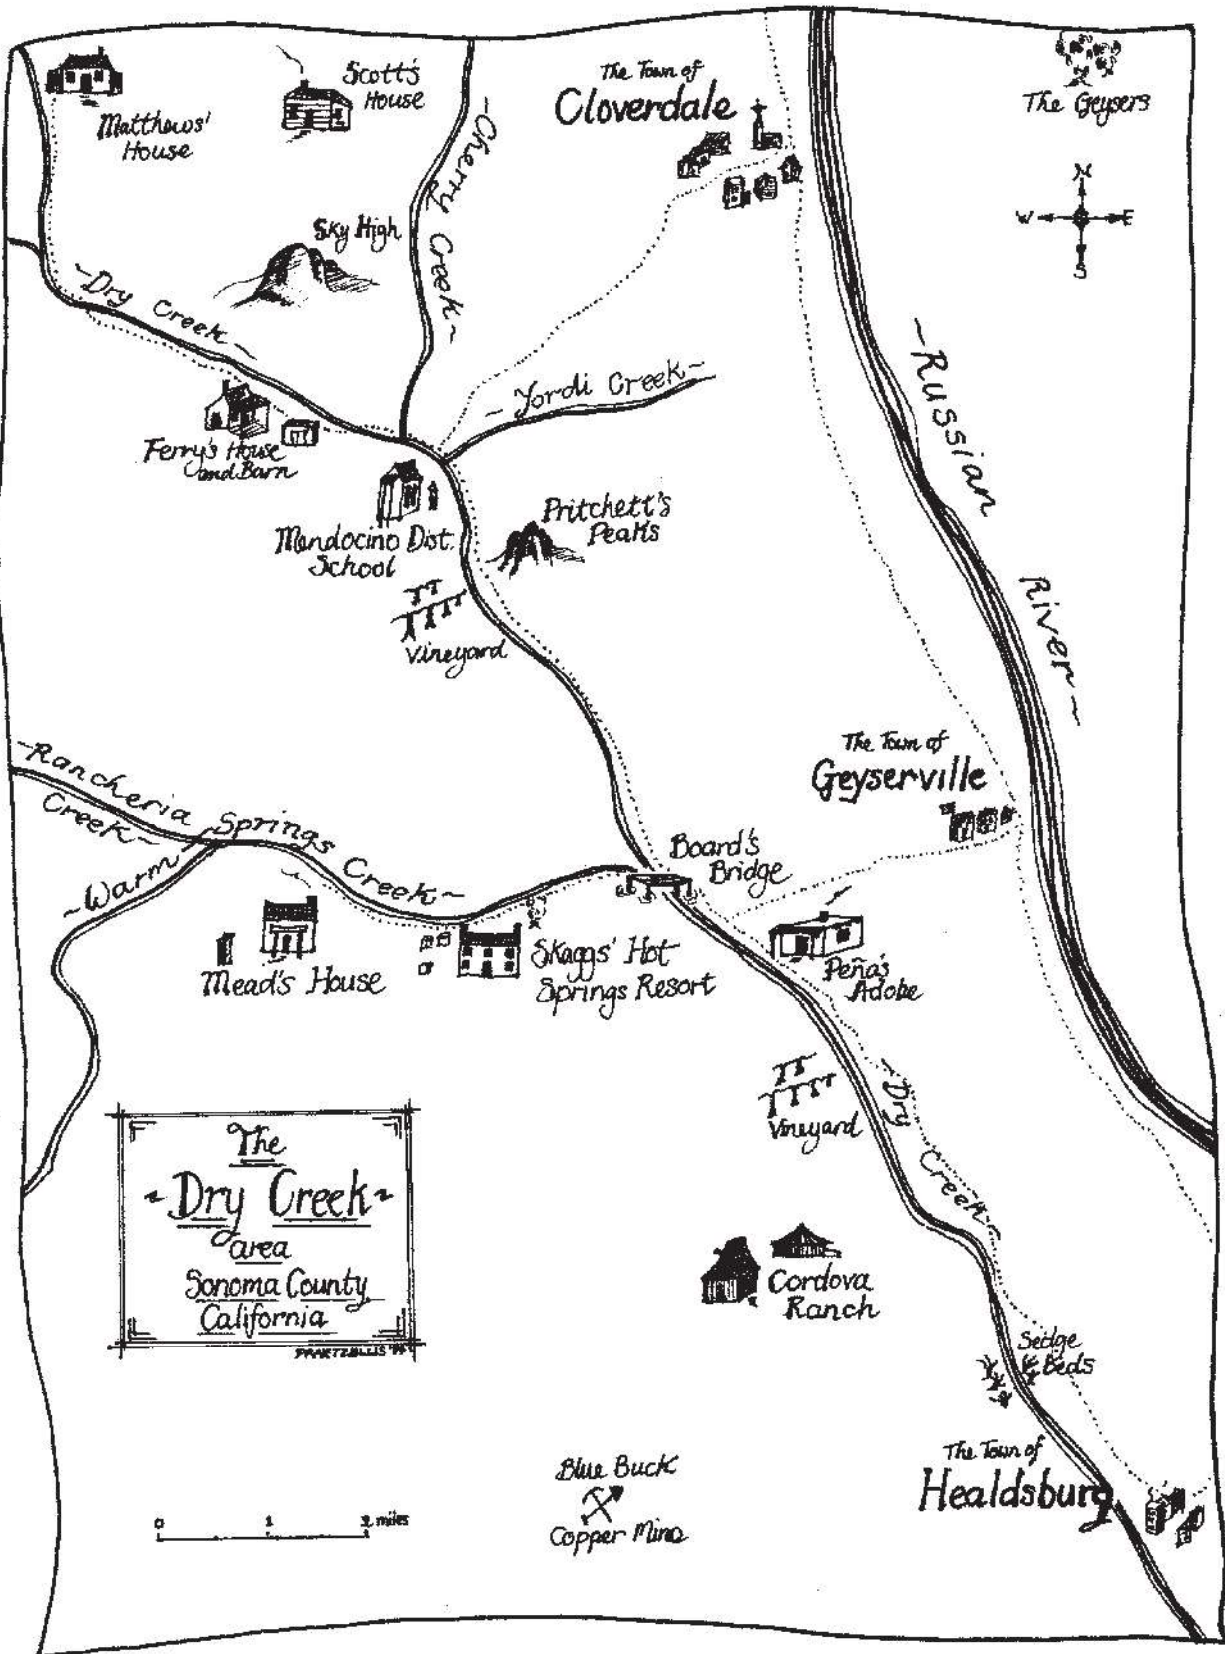 Matthews'
House
Scott's
House
The Town of
Cloverdale
The Geysers
N
W
E
S
-Cherry Creek-
Sky High
-Dry Creek-
-Yordi Creek-
-Russian
River-
Ferry's House
and Barn
Mendocino Dist.
School
Pritchett's
Peaks
Vineyard
The Town of
Geyserville
-Rancheria
Creek-
-Warm Springs Creek-
Board's
Bridge
Mead's House
Skaggs' Hot
Springs Resort
Peña's
Adobe
Vineyard
-Dry
Creek-
The
-Dry Creek-
area
Sonoma County
California
Cordova
Ranch
Sedge
Beds
The Town of
Healdsburg
Blue Buck
Copper Mine
0 1 2 miles